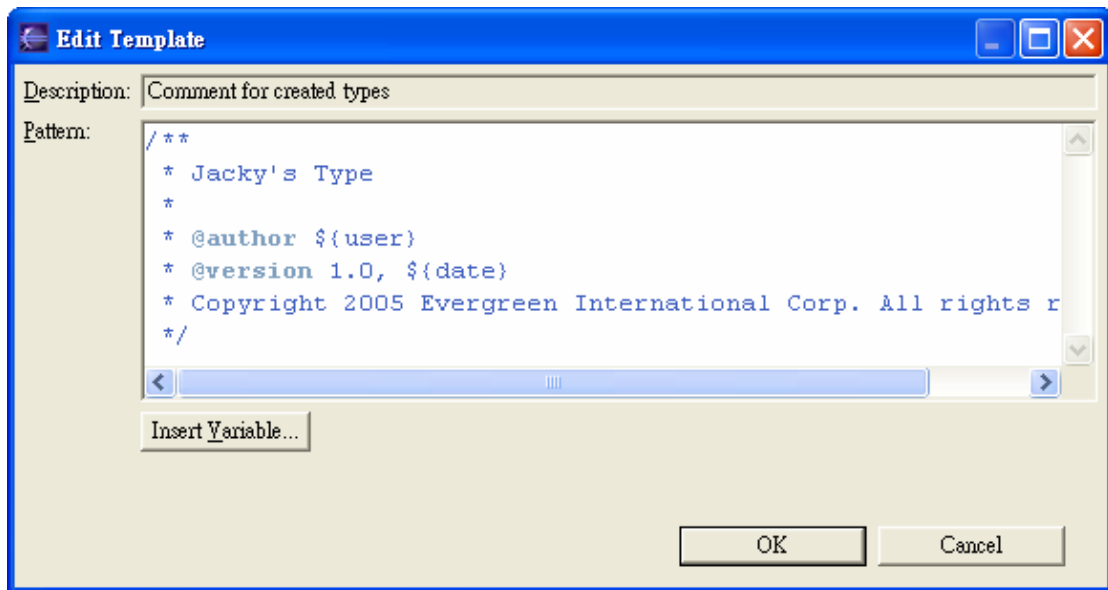 Edit Template
Description: Comment for created types
Pattern:
/**
* Jacky's Type
*
* @author ${user}
* @version 1.0, ${date}
* Copyright 2005 Evergreen International Corp. All rights r
*/
Insert Variable...
OK Cancel